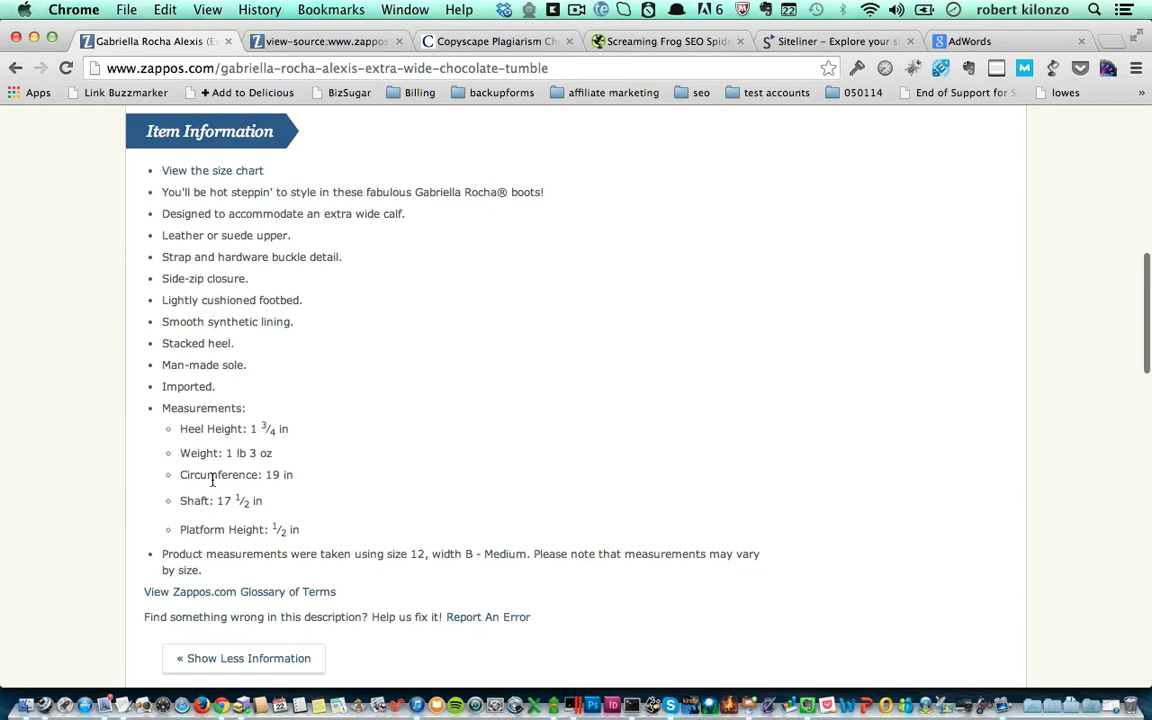 Chrome File Edit View History Bookmarks Window Help 6 22 robert kilonzo
Gabriella Rocha Alexis (Ex × view-source:www.zappos × Copyscape Plagiarism Che × Screaming Frog SEO Spid × Siteliner – Explore your s × AdWords ×
www.zappos.com/gabriella-rocha-alexis-extra-wide-chocolate-tumble
Apps Link Buzzmarker + Add to Delicious BizSugar Billing backupforms affiliate marketing seo test accounts 050114 End of Support for lowes »
Item Information
• View the size chart
• You'll be hot steppin' to style in these fabulous Gabriella Rocha® boots!
• Designed to accommodate an extra wide calf.
• Leather or suede upper.
• Strap and hardware buckle detail.
• Side-zip closure.
• Lightly cushioned footbed.
• Smooth synthetic lining.
• Stacked heel.
• Man-made sole.
• Imported.
• Measurements:
◦ Heel Height: 1 3⁄4 in
◦ Weight: 1 lb 3 oz
◦ Circumference: 19 in
◦ Shaft: 17 1⁄2 in
◦ Platform Height: 1⁄2 in
• Product measurements were taken using size 12, width B - Medium. Please note that measurements may vary
by size.
View Zappos.com Glossary of Terms
Find something wrong in this description? Help us fix it! Report An Error
« Show Less Information